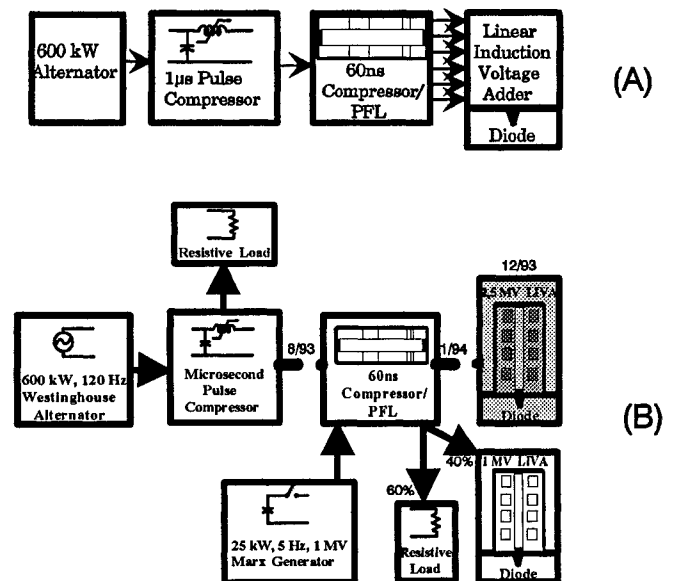 600 kW
Alternator
1µs Pulse
Compressor
60ns
Compressor/
PFL
Linear
Induction
Voltage
Adder
Diode
(A)
Resistive Load
12/93
2.5 MV LIVA
Diode
600 kW, 120 Hz
Westinghouse
Alternator
Microsecond
Pulse
Compressor
8/93
60ns
Compressor/
PFL
1/94
(B)
40%
1 MV LIVA
Diode
60%
Resistive
Load
25 kW, 5 Hz, 1 MV
Marx Generator